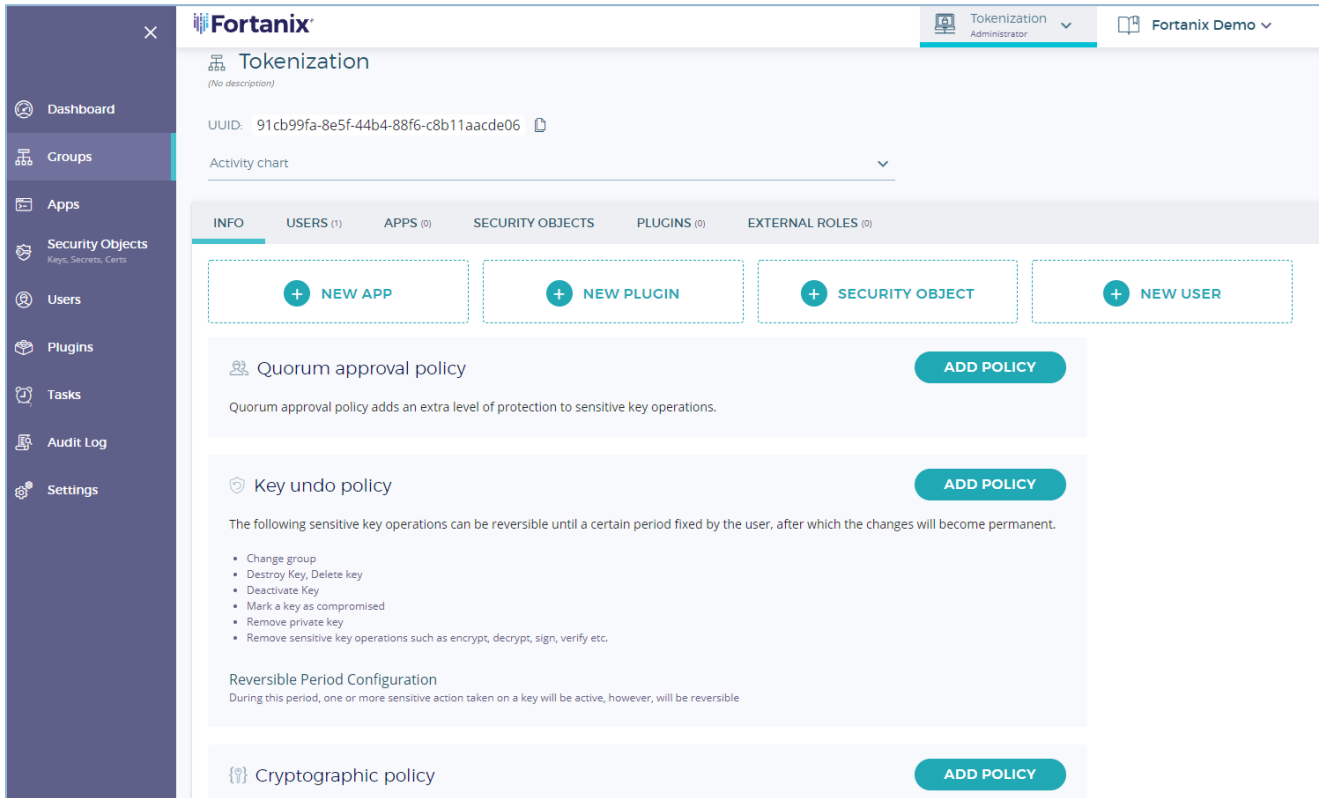 Fortanix
Tokenization
Administrator
Fortanix Demo
Dashboard
Groups
Apps
Security Objects
Keys, Secrets, Certs
Users
Plugins
Tasks
Audit Log
Settings
Tokenization
(No description)
UUID: 91cb99fa-8e5f-44b4-88f6-c8b11aacde06
Activity chart
INFO USERS (1) APPS (0) SECURITY OBJECTS PLUGINS (0) EXTERNAL ROLES (0)
NEW APP NEW PLUGIN SECURITY OBJECT NEW USER
Quorum approval policy ADD POLICY
Quorum approval policy adds an extra level of protection to sensitive key operations.
Key undo policy ADD POLICY
The following sensitive key operations can be reversible until a certain period fixed by the user, after which the changes will become permanent.
• Change group
• Destroy Key, Delete key
• Deactivate Key
• Mark a key as compromised
• Remove private key
• Remove sensitive key operations such as encrypt, decrypt, sign, verify etc.
Reversible Period Configuration
During this period, one or more sensitive action taken on a key will be active, however, will be reversible
Cryptographic policy ADD POLICY